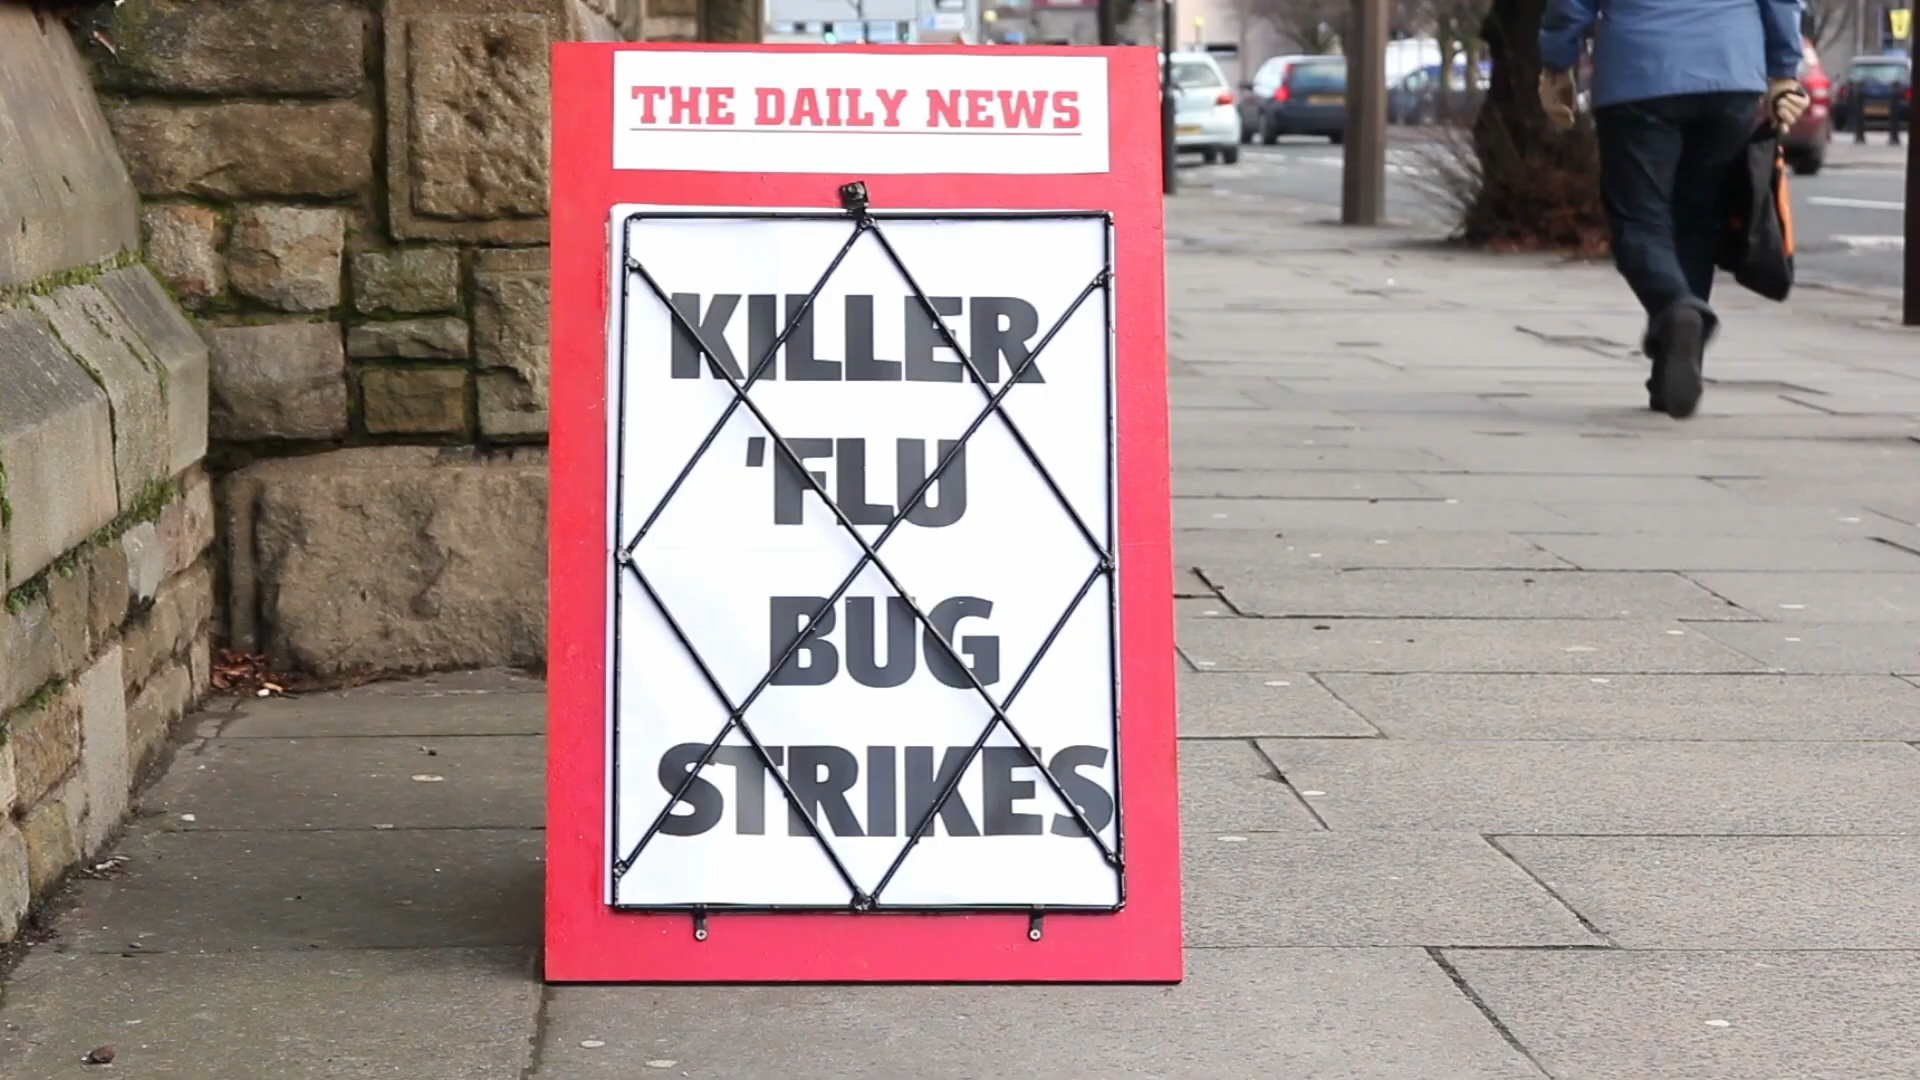 THE DAILY NEWS
KILLER
'FLU
BUG
STRIKES